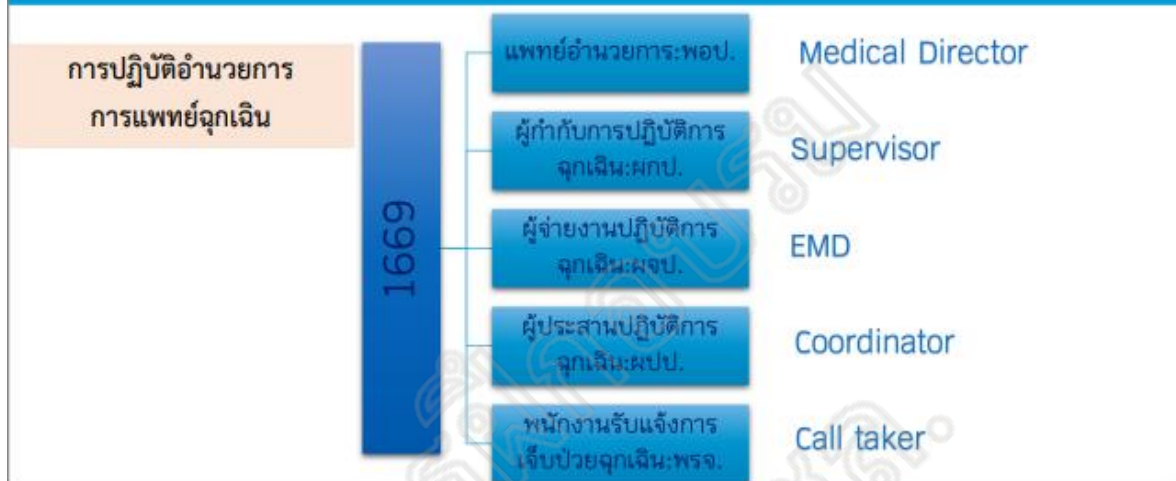 การปฏิบัติอำนวยการ
การแพทย์ฉุกเฉิน
1669
แพทย์อำนวยการ:พอป.
Medical Director
ผู้กำกับการปฏิบัติการ
ฉุกเฉิน:ผกป.
Supervisor
ผู้จ่ายงานปฏิบัติการ
ฉุกเฉิน:ผจป.
EMD
ผู้ประสานปฏิบัติการ
ฉุกเฉิน:ผปป.
Coordinator
พนักงานรับแจ้งการ
เจ็บป่วยฉุกเฉิน:พรจ.
Call taker